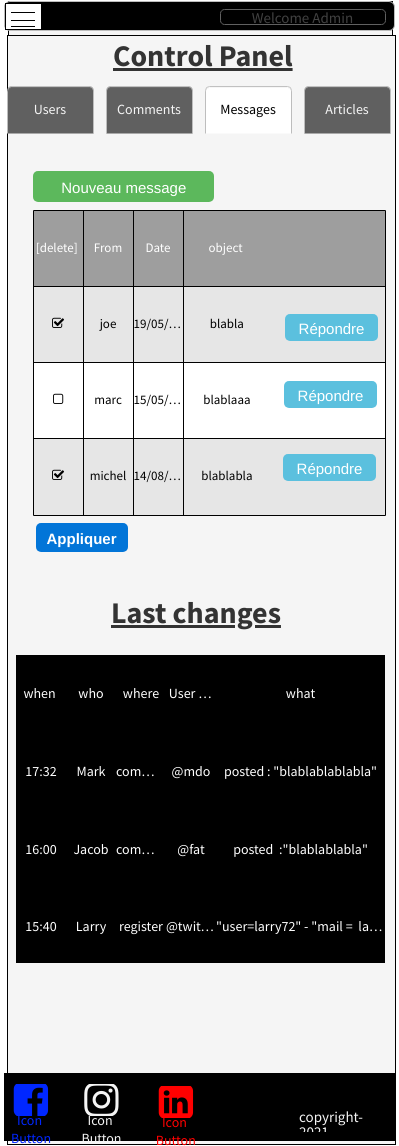 Welcome Admin
Control Panel
Users Comments Messages Articles
Nouveau message
[delete] From Date object
joe 19/05/... blabla Répondre
marc 15/05/... blablaaa Répondre
michel 14/08/... blablabla Répondre
Appliquer
Last changes
when who where User ... what
17:32 Mark com... @mdo posted : "blablablablabla"
16:00 Jacob com... @fat posted :"blablablabla"
15:40 Larry register @twit... "user=larry72" - "mail = la...
Icon Button Icon Button Icon Button copyright-2021